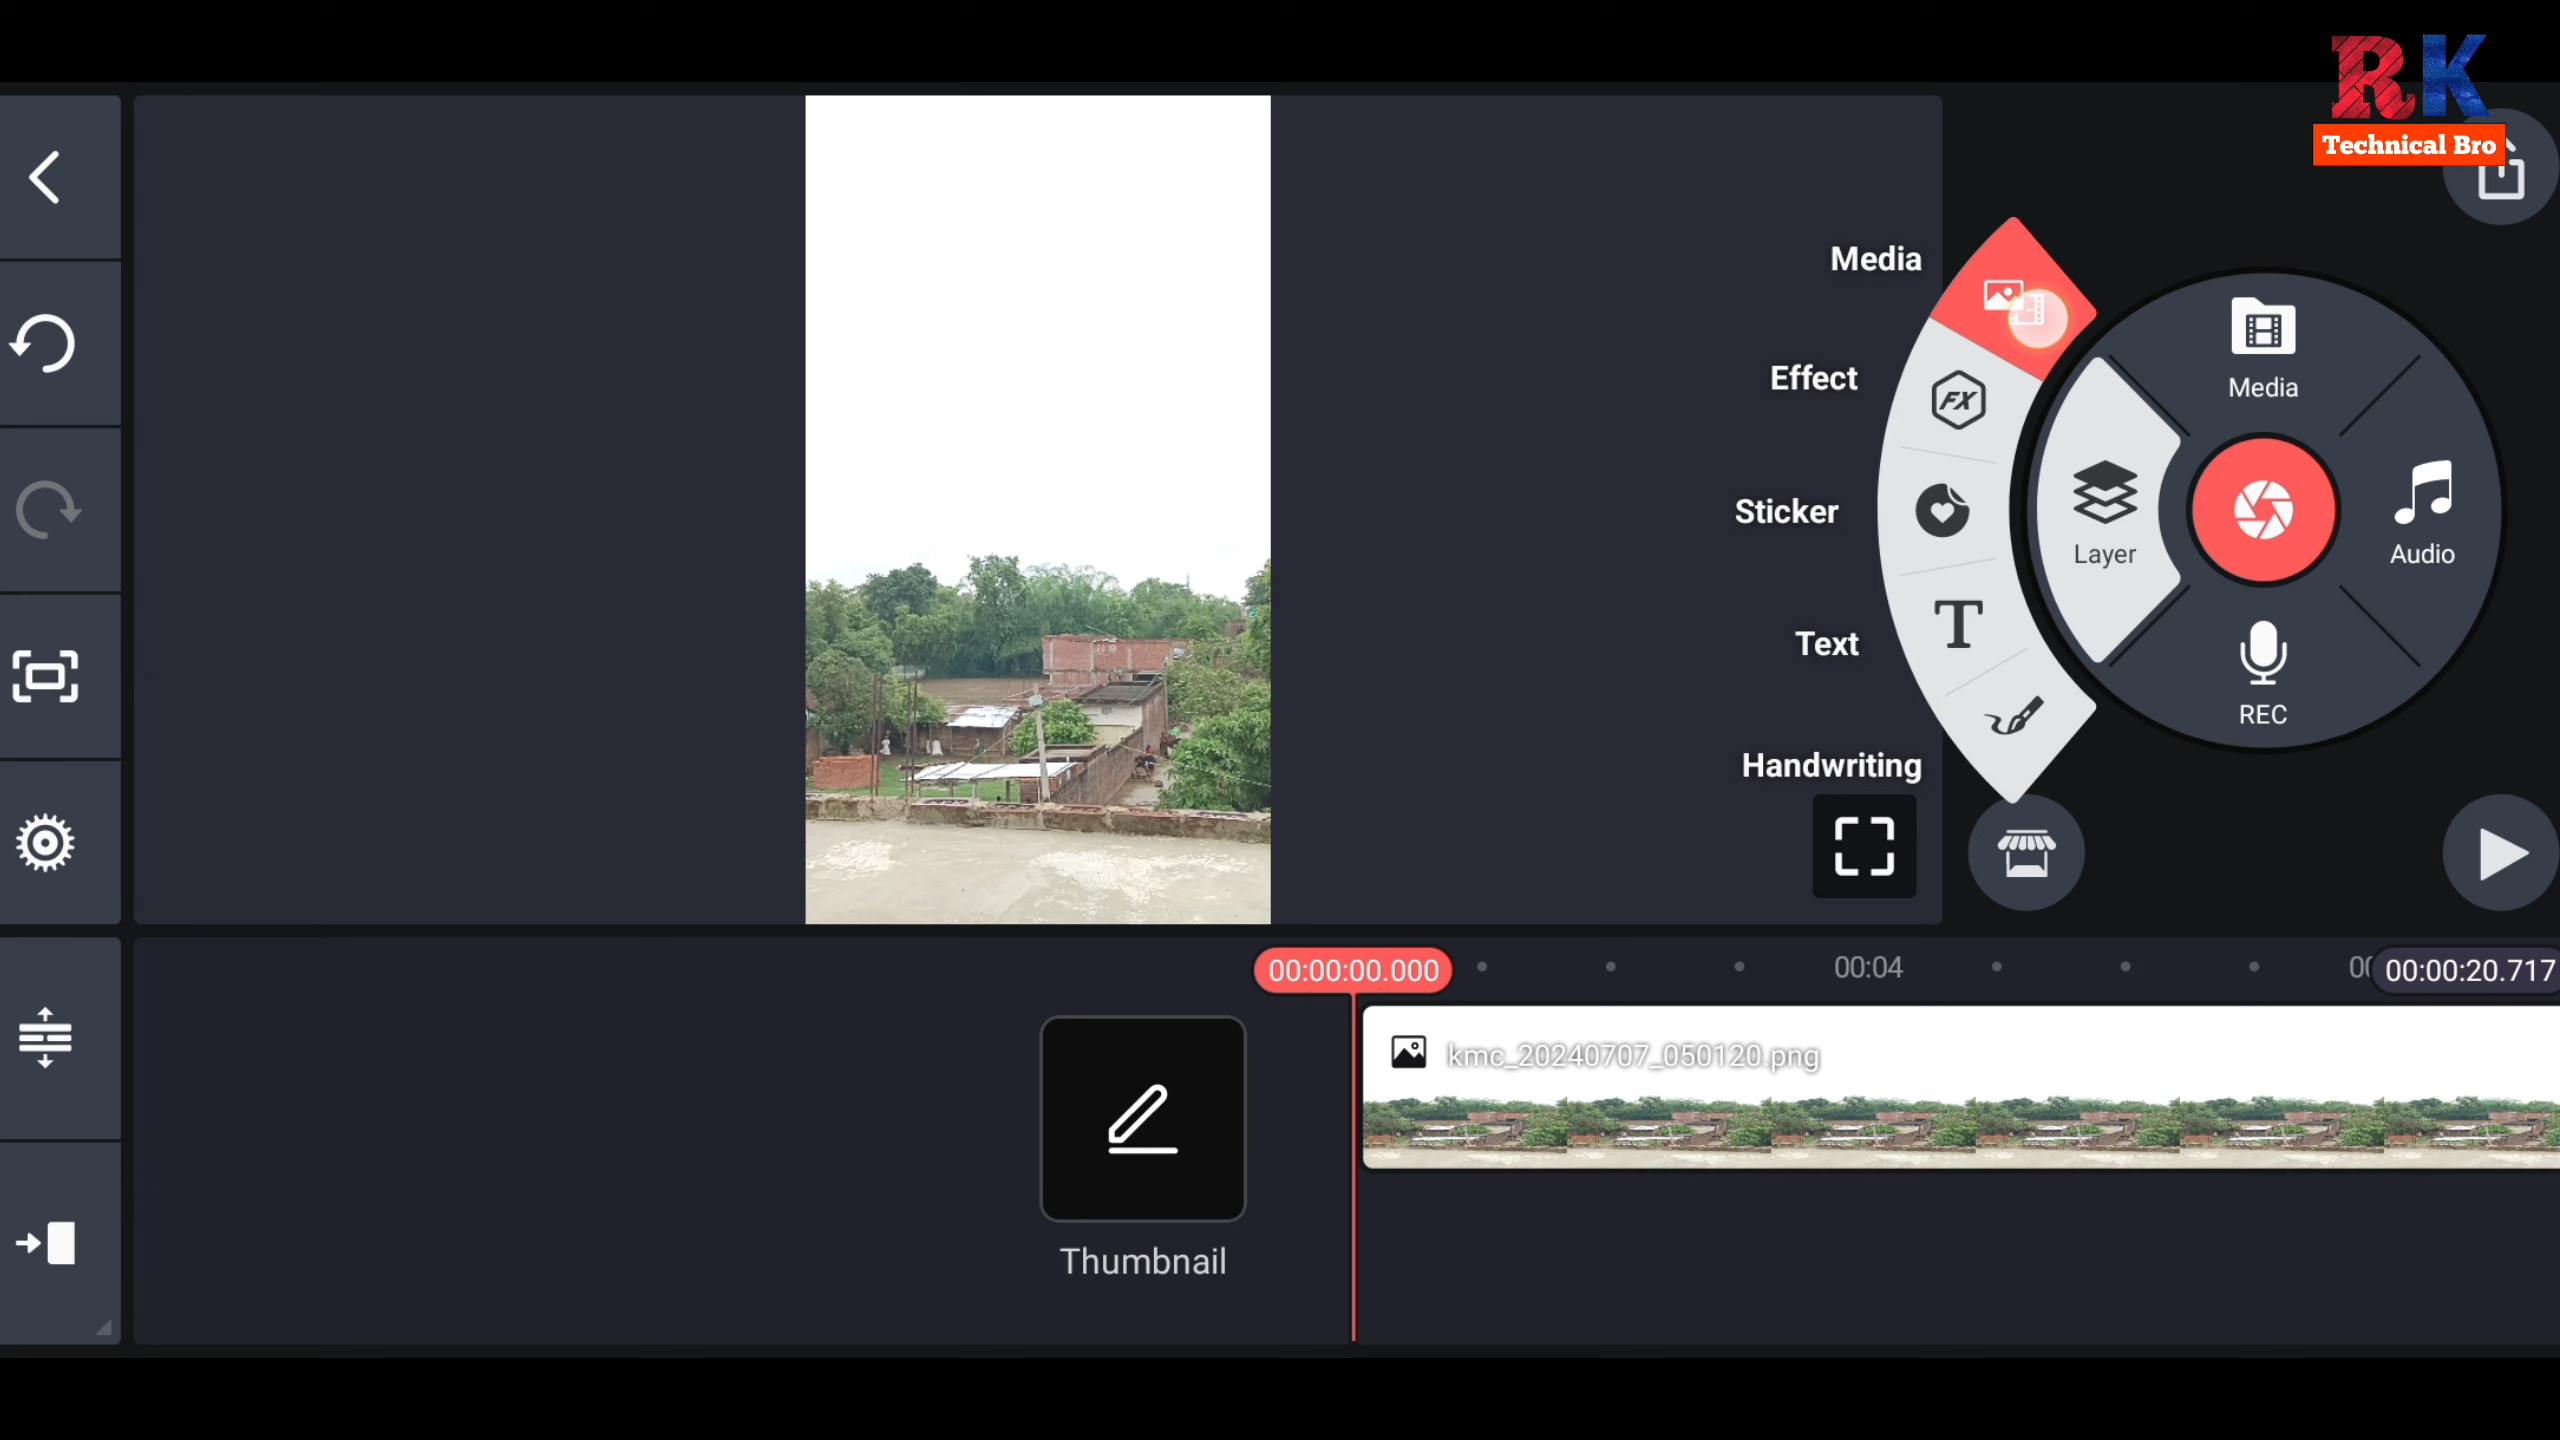 RK
Technical Bro
Media
Effect
Sticker
Text
Handwriting
Media
Layer
Audio
REC
00:00:00.000
00:04
00:00:20.717
kmc_20240707_050120.png
Thumbnail